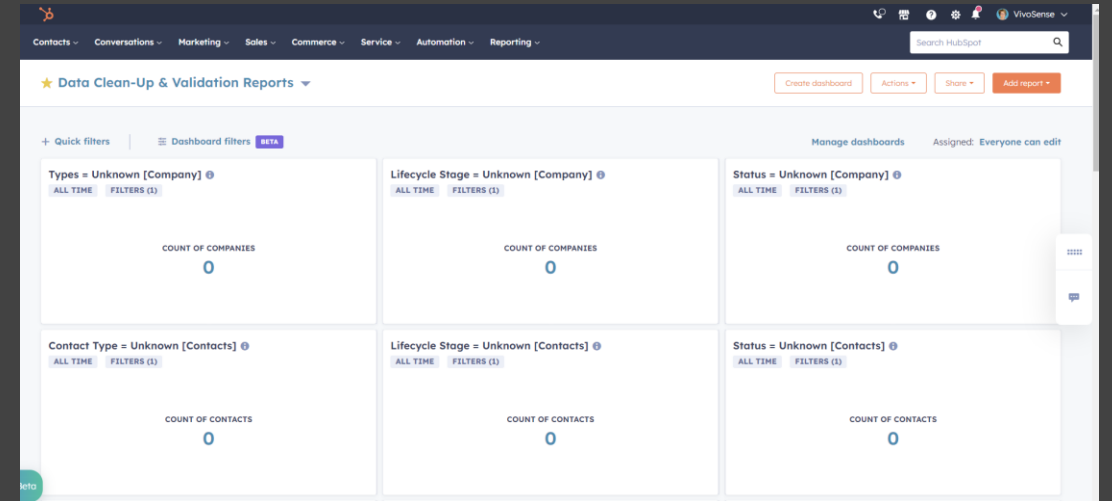 VivoSense
Contacts Conversations Marketing Sales Commerce Service Automation Reporting
Search HubSpot
Data Clean-Up & Validation Reports
Create dashboard Actions Share Add report
+ Quick filters Dashboard filters BETA
Manage dashboards Assigned: Everyone can edit
Types = Unknown [Company]
ALL TIME FILTERS (1)
COUNT OF COMPANIES
0
Lifecycle Stage = Unknown [Company]
ALL TIME FILTERS (1)
COUNT OF COMPANIES
0
Status = Unknown [Company]
ALL TIME FILTERS (1)
COUNT OF COMPANIES
0
Contact Type = Unknown [Contacts]
ALL TIME FILTERS (1)
COUNT OF CONTACTS
0
Lifecycle Stage = Unknown [Contacts]
ALL TIME FILTERS (1)
COUNT OF CONTACTS
0
Status = Unknown [Contacts]
ALL TIME FILTERS (1)
COUNT OF CONTACTS
0
Beta